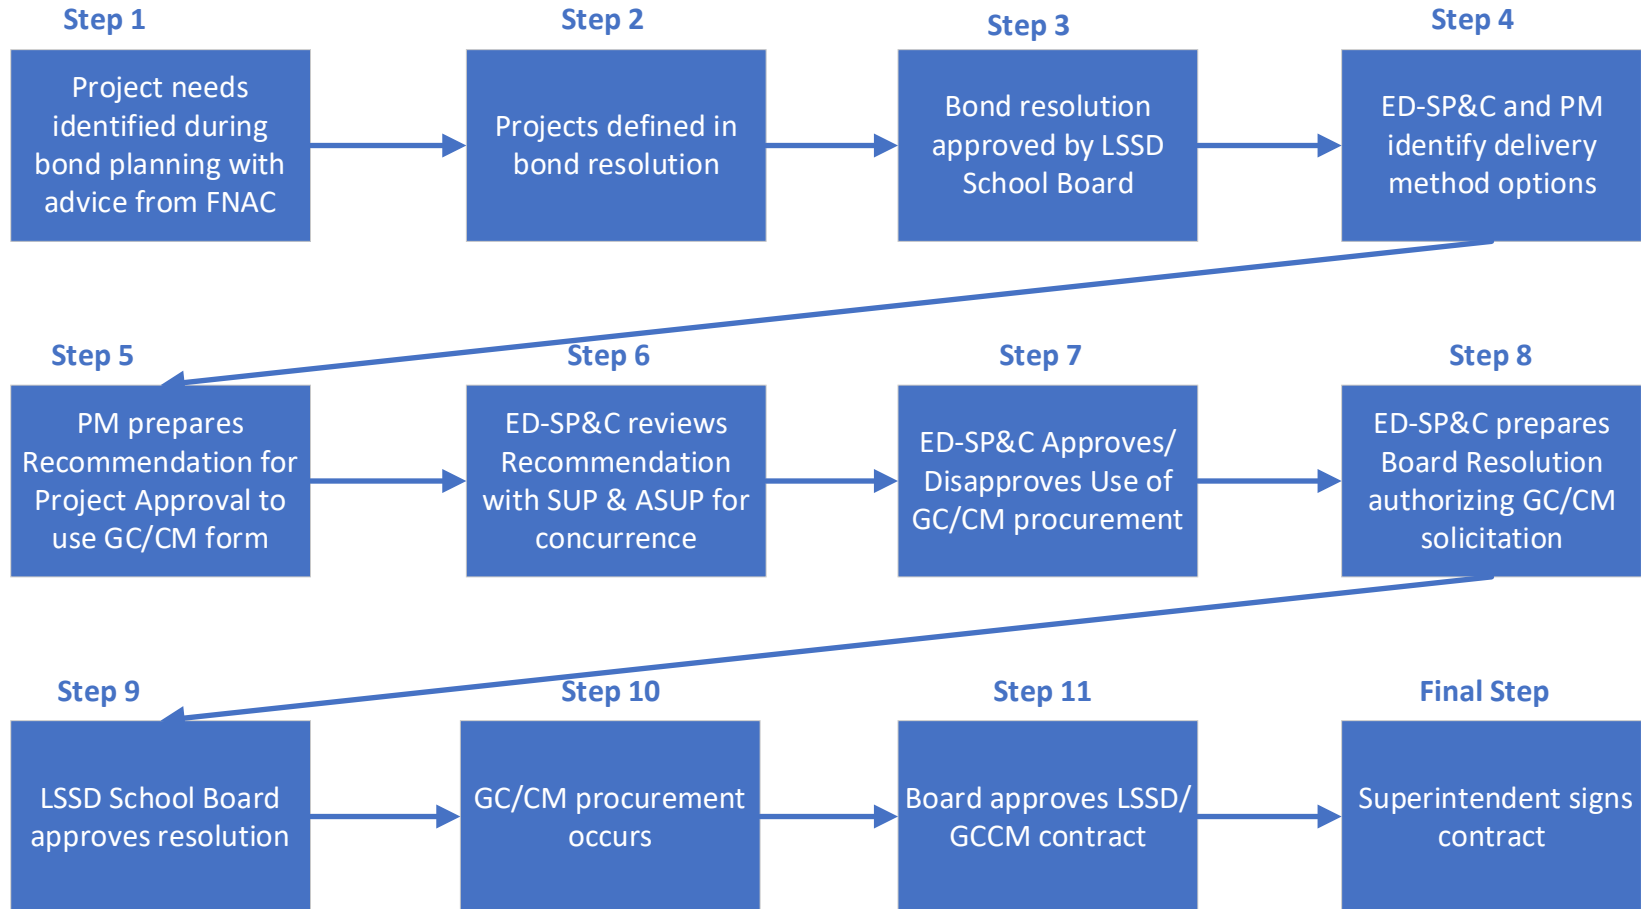 Step 1
Project needs
identified during
bond planning with
advice from FNAC
Step 2
Projects defined in
bond resolution
Step 3
Bond resolution
approved by LSSD
School Board
Step 4
ED-SP&C and PM
identify delivery
method options
Step 5
PM prepares
Recommendation for
Project Approval to
use GC/CM form
Step 6
ED-SP&C reviews
Recommendation
with SUP & ASUP for
concurrence
Step 7
ED-SP&C Approves/
Disapproves Use of
GC/CM procurement
Step 8
ED-SP&C prepares
Board Resolution
authorizing GC/CM
solicitation
Step 9
LSSD School Board
approves resolution
Step 10
GC/CM procurement
occurs
Step 11
Board approves LSSD/
GCCM contract
Final Step
Superintendent signs
contract